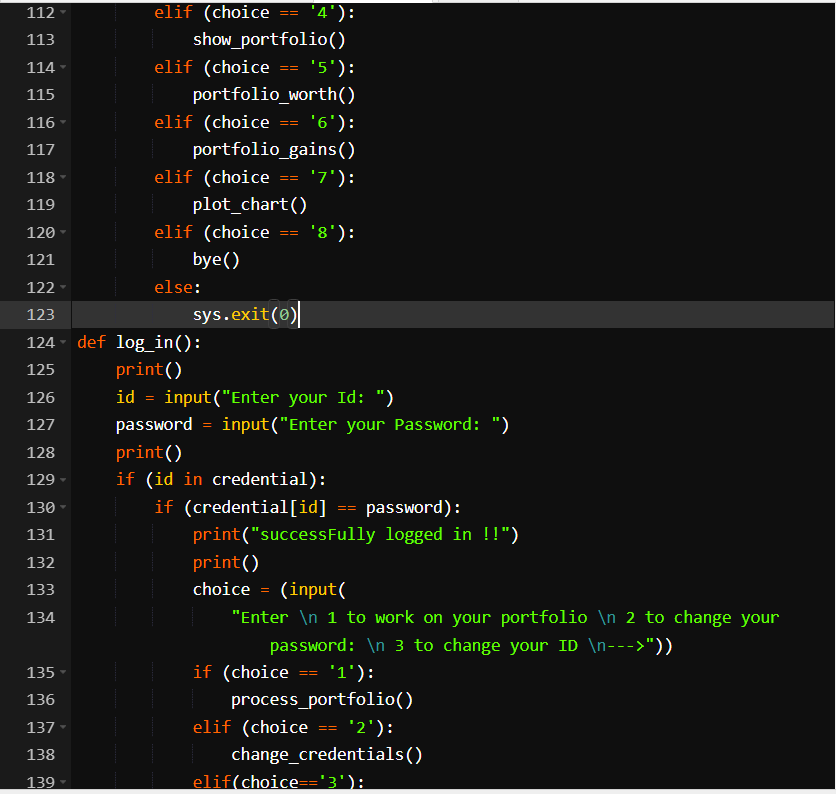 112 elif (choice == '4'):
113 show_portfolio()
114 elif (choice == '5'):
115 portfolio_worth()
116 elif (choice == '6'):
117 portfolio_gains()
118 elif (choice == '7'):
119 plot_chart()
120 elif (choice == '8'):
121 bye()
122 else:
123 sys.exit(0)
124 def log_in():
125 print()
126 id = input("Enter your Id: ")
127 password = input("Enter your Password: ")
128 print()
129 if (id in credential):
130 if (credential[id] == password):
131 print("successFully logged in !!")
132 print()
133 choice = (input(
134 "Enter \n 1 to work on your portfolio \n 2 to change your
password: \n 3 to change your ID \n--->"))
135 if (choice == '1'):
136 process_portfolio()
137 elif (choice == '2'):
138 change_credentials()
139 elif(choice=='3'):